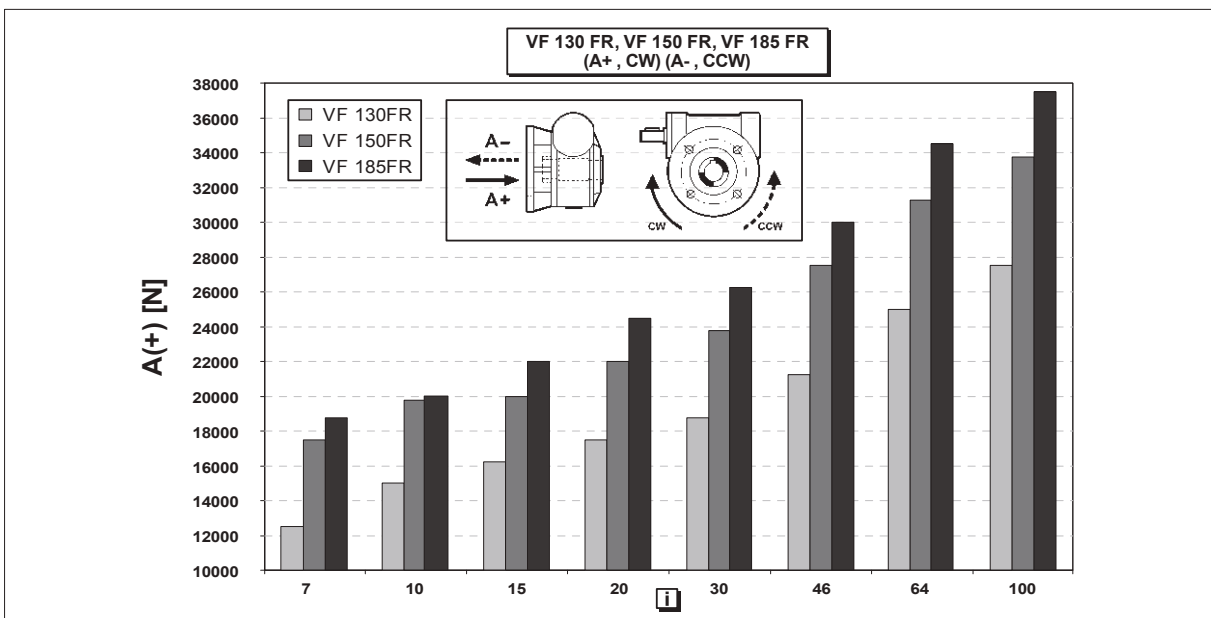 VF 130 FR, VF 150 FR, VF 185 FR
(A+ , CW) (A- , CCW)
A(+) [N]
38000
36000
34000
32000
30000
28000
26000
24000
22000
20000
18000
16000
14000
12000
10000
VF 130FR
VF 150FR
VF 185FR
A–
A+
CW
CCW
7 10 15 20 30 46 64 100
i